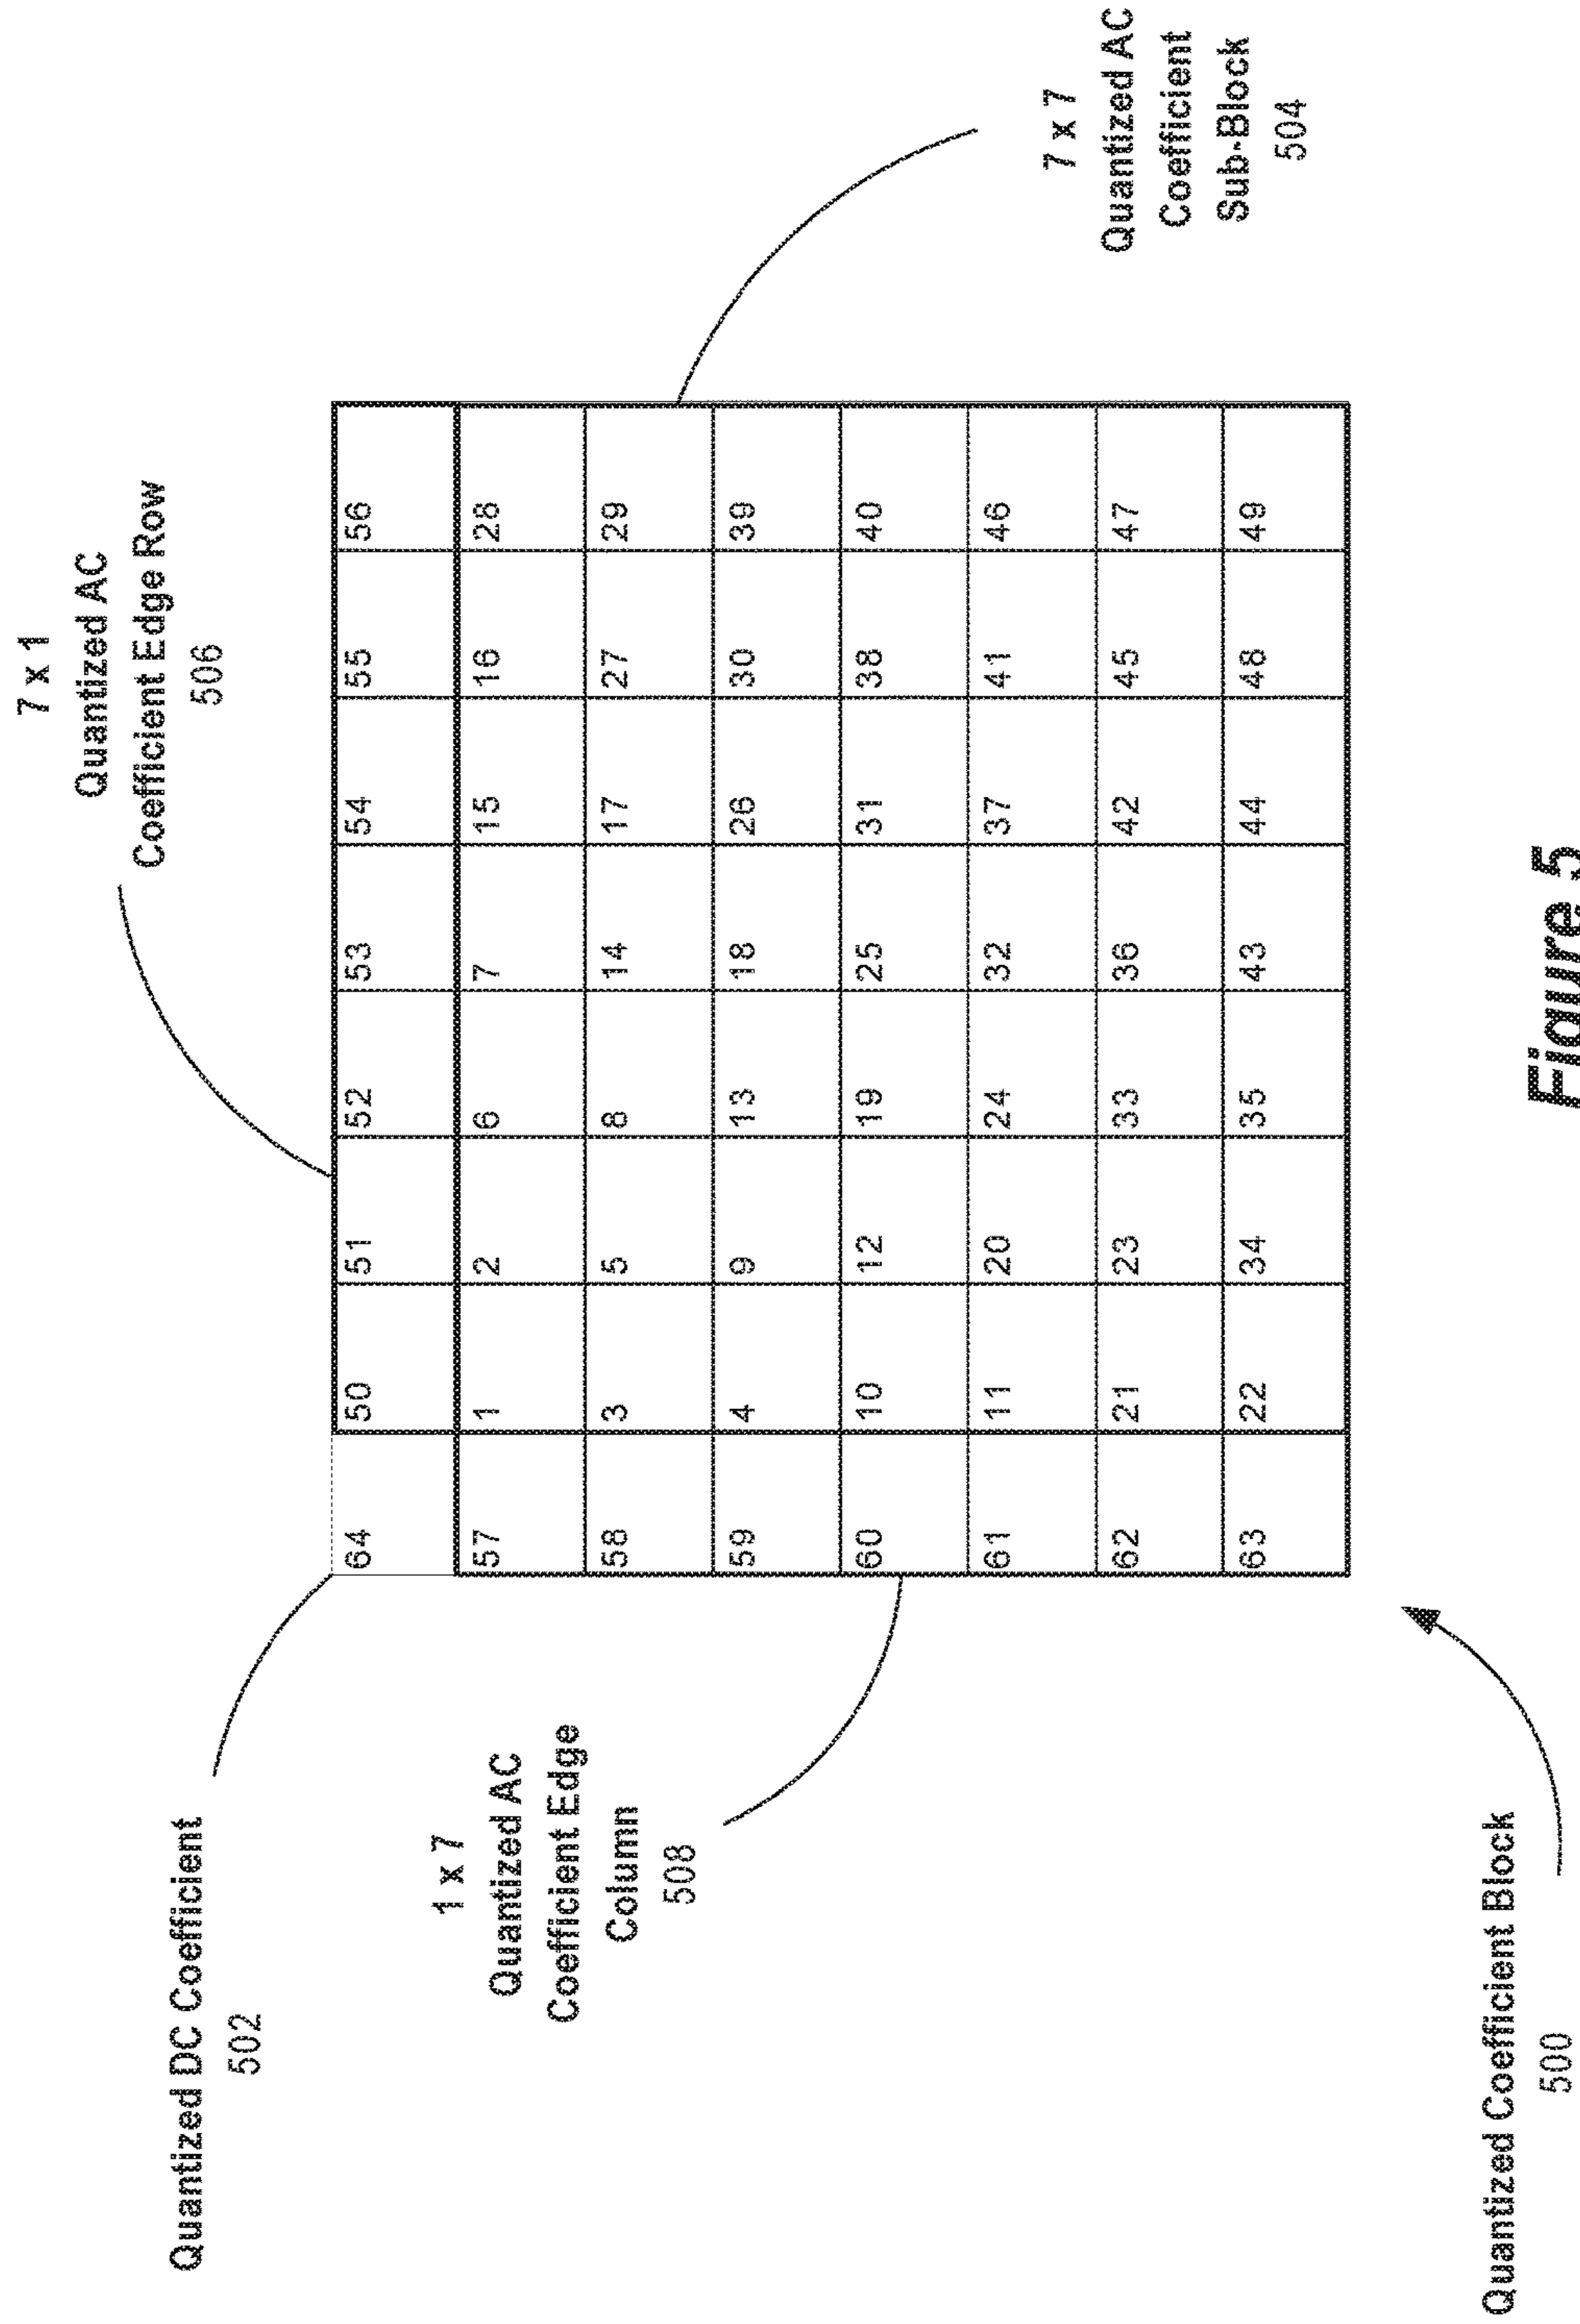 7 x 1
Quantized AC
Coefficient Edge Row
506
Quantized DC Coefficient
502
1 x 7
Quantized AC
Coefficient Edge
Column
508
64 50 51 52 53 54 55 56
57 1 2 6 7 15 16 28
58 3 5 8 14 17 27 29
59 4 9 13 18 26 30 39
60 10 12 19 25 31 38 40
61 11 20 24 32 37 41 46
62 21 23 33 36 42 45 47
63 22 34 35 43 44 48 49
7 x 7
Quantized AC
Coefficient
Sub-Block
504
Quantized Coefficient Block
500
Figure 5